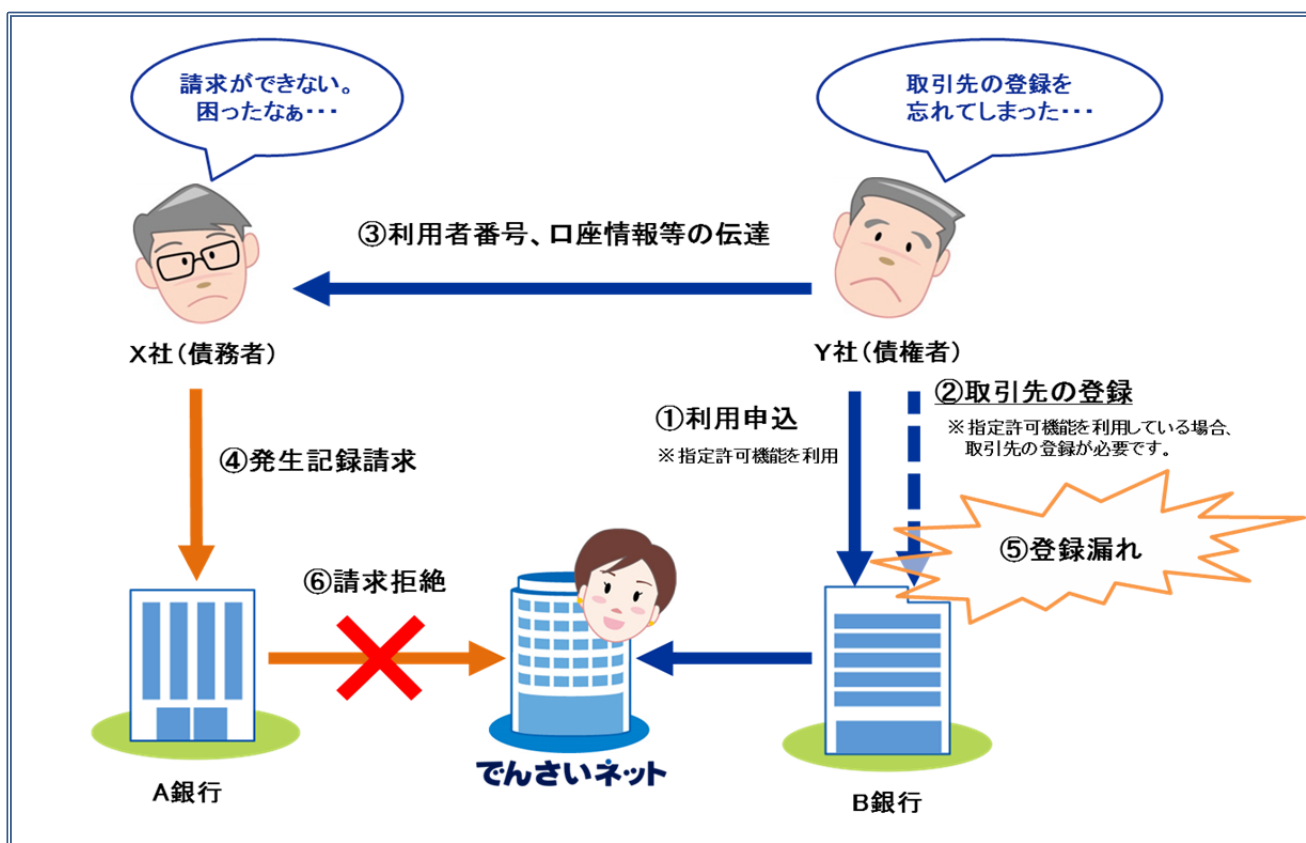 請求ができない。
困ったなぁ・・・
取引先の登録を
忘れてしまった・・・
③利用者番号、口座情報等の伝達
X社（債務者）
Y社（債権者）
①利用申込
※指定許可機能を利用
②取引先の登録
※指定許可機能を利用している場合、
取引先の登録が必要です。
④発生記録請求
⑤登録漏れ
⑥請求拒絶
でんさいネット
A銀行
B銀行